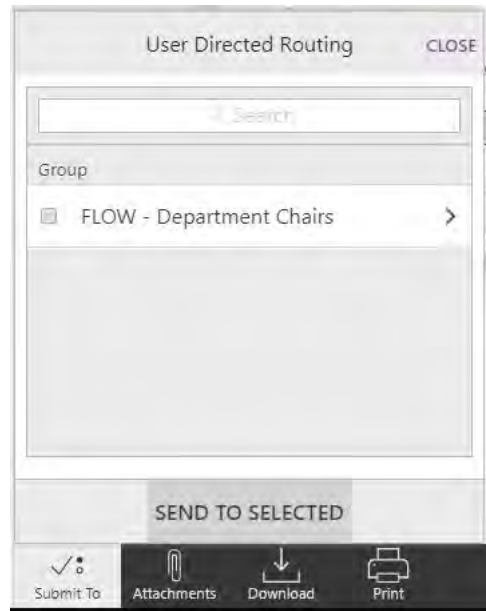 User Directed Routing CLOSE
Search
Group
FLOW - Department Chairs
SEND TO SELECTED
Submit To Attachments Download Print